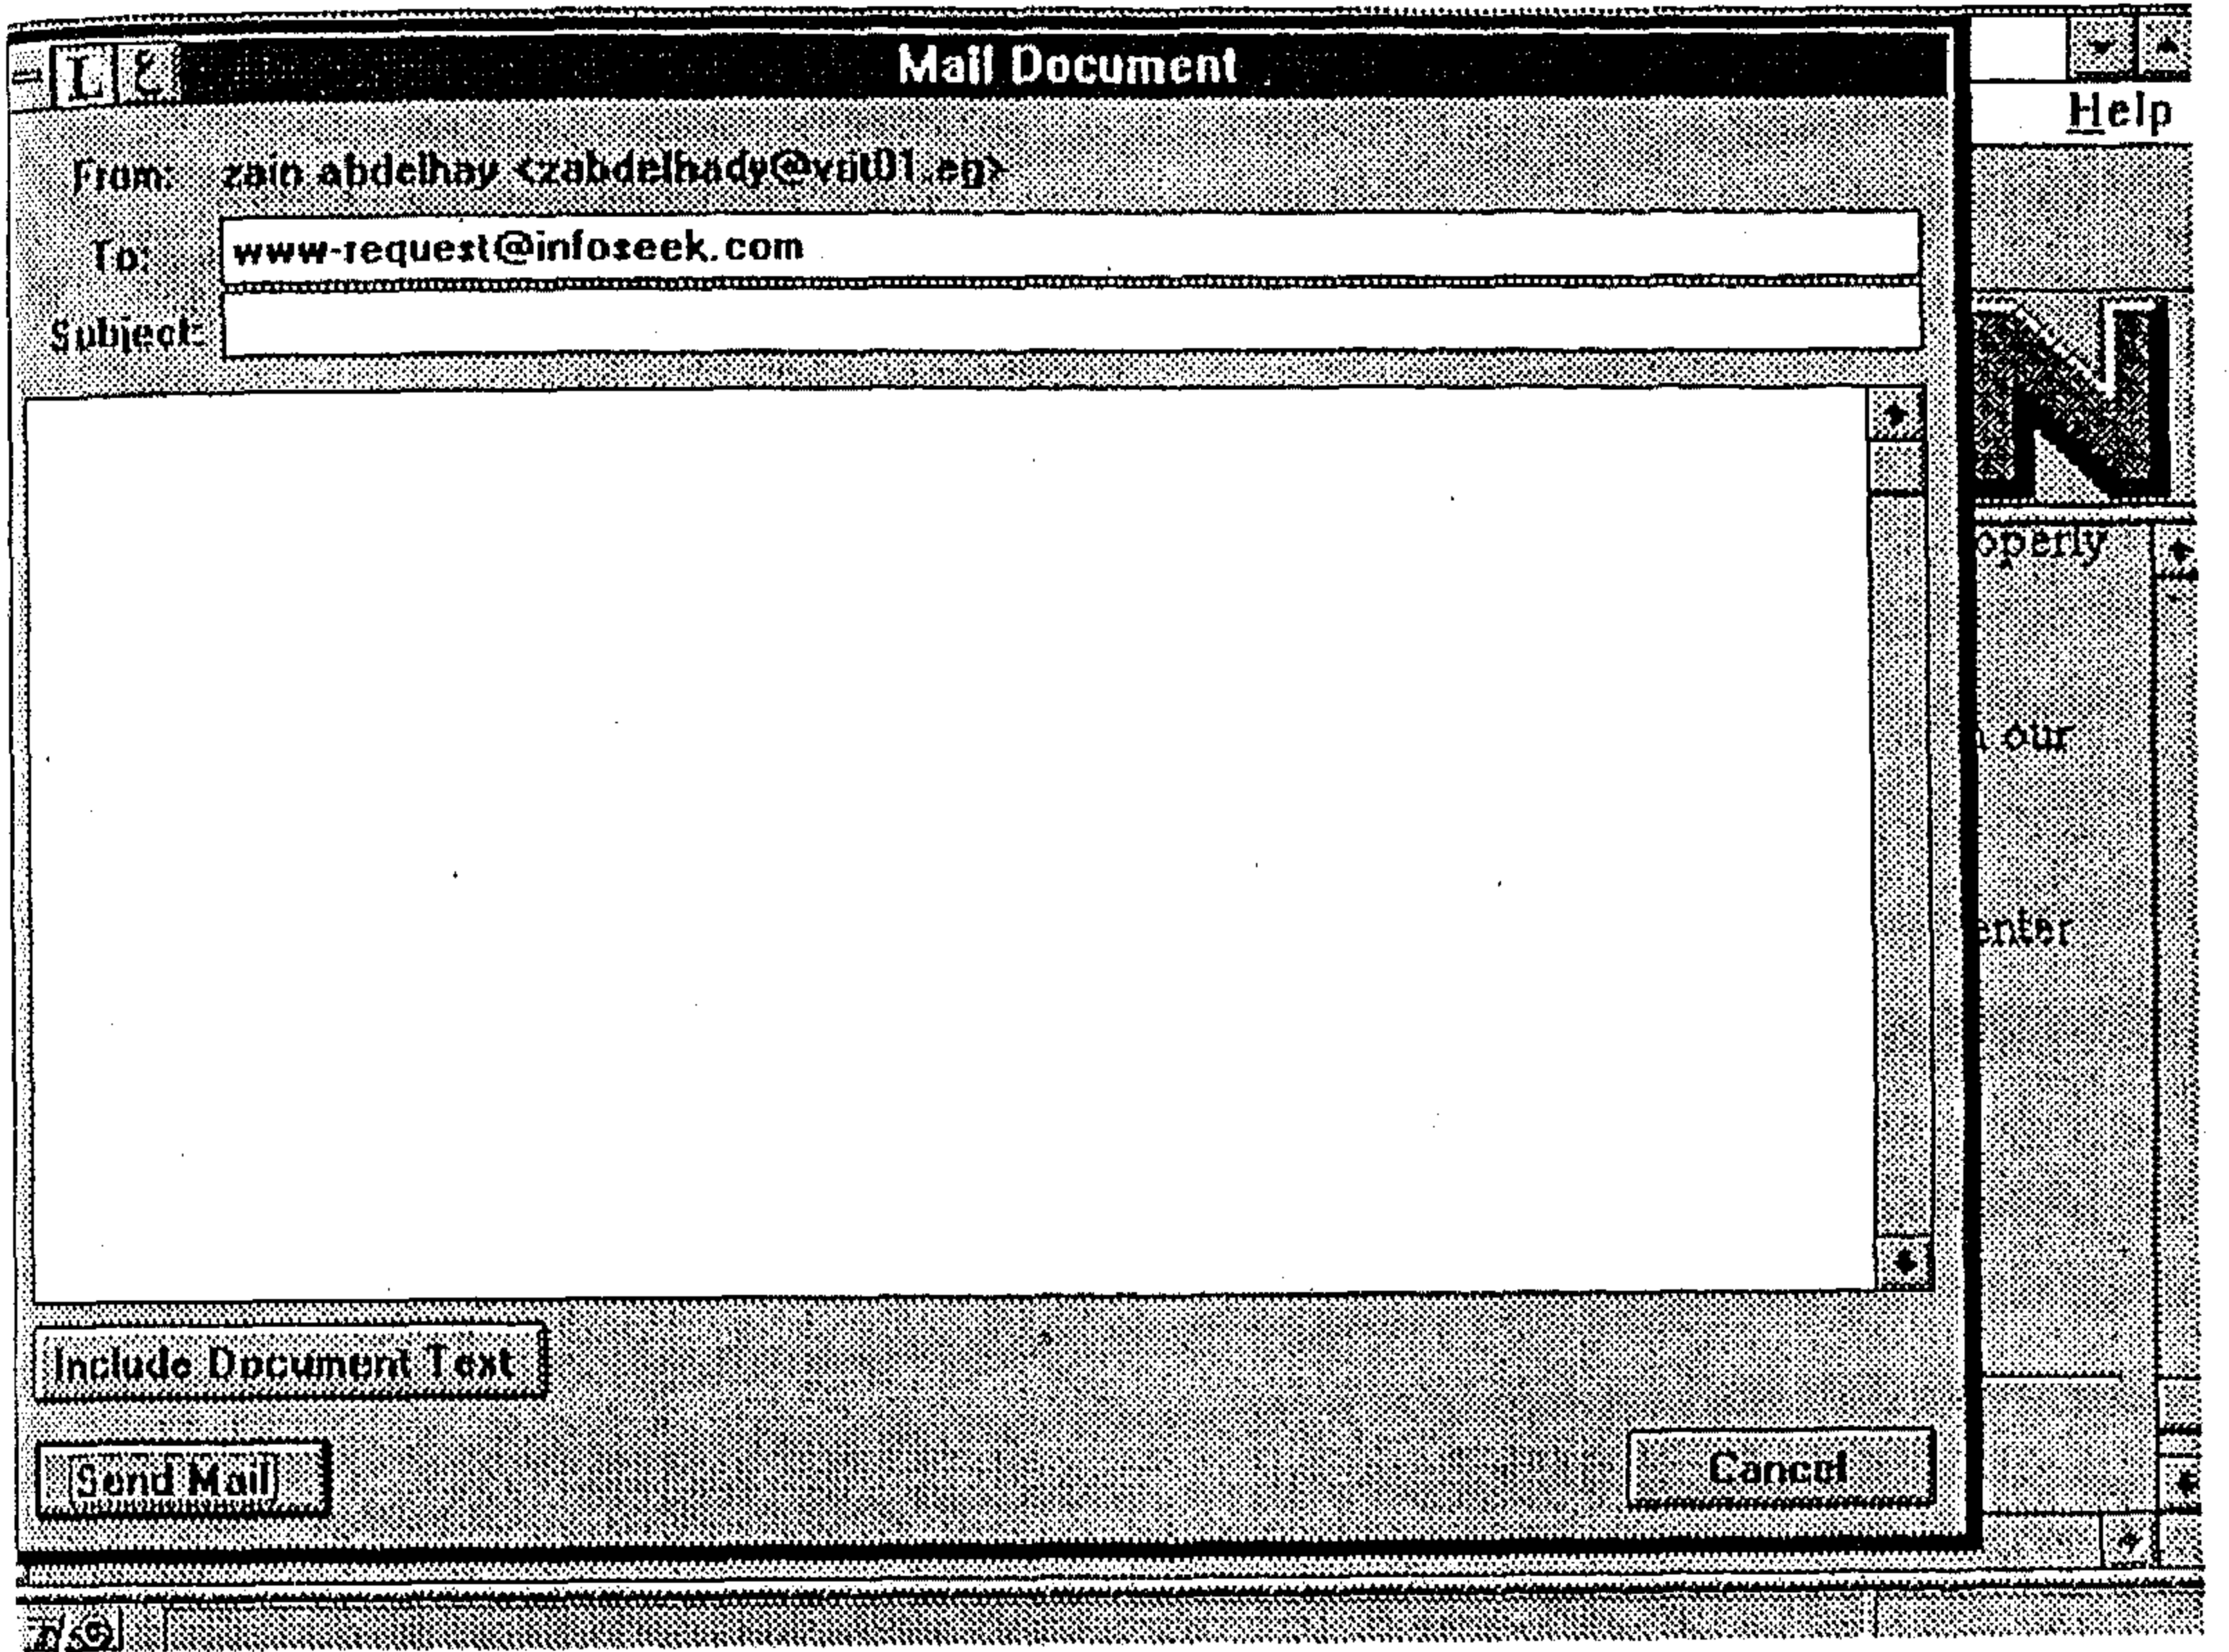 Mail Document
Help
From: zain abdelhay <zabdelhady@vut01.eg>
To: www-request@infoseek.com
Subject:
N
operly
our
enter
Include Document Text
Send Mail
Cancel